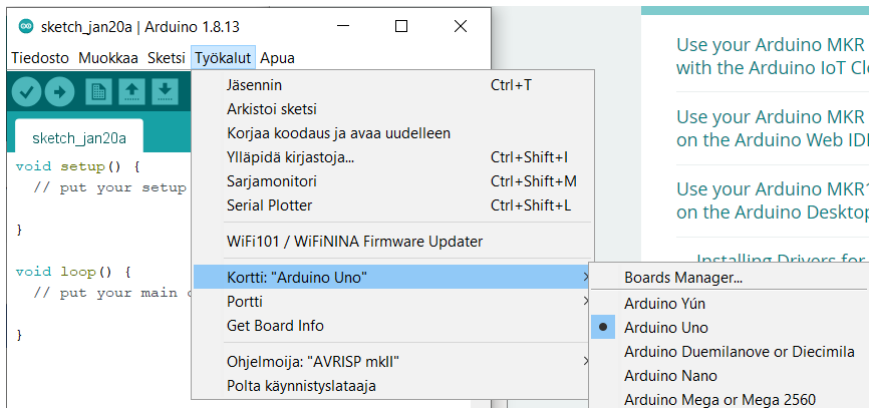 sketch_jan20a | Arduino 1.8.13
Tiedosto Muokkaa Sketsi Työkalut Apua
sketch_jan20a
void setup() {
// put your setup
}
void loop() {
// put your main
}
Jäsennin Ctrl+T
Arkistoi sketsi
Korjaa koodaus ja avaa uudelleen
Ylläpidä kirjastoja... Ctrl+Shift+I
Sarjamonitori Ctrl+Shift+M
Serial Plotter Ctrl+Shift+L
WiFi101 / WiFiNINA Firmware Updater
Kortti: "Arduino Uno"
Portti
Get Board Info
Ohjelmoija: "AVRISP mkII"
Polta käynnistyslataaja
Boards Manager...
Arduino Yún
Arduino Uno
Arduino Duemilanove or Diecimila
Arduino Nano
Arduino Mega or Mega 2560
Use your Arduino MKR
with the Arduino IoT
Use your Arduino MKR
on the Arduino Web
Use your Arduino MKR1
on the Arduino
Installing Drivers for